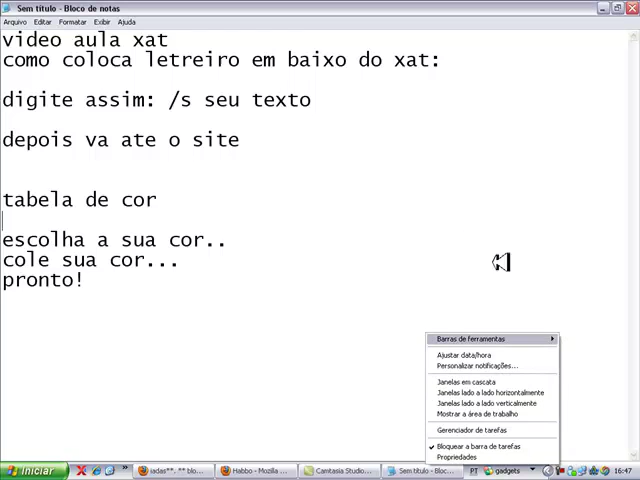 Sem título - Bloco de notas
Arquivo Editar Formatar Exibir Ajuda
video aula xat
como coloca letreiro em baixo do xat:
digite assim: /s seu texto
depois va ate o site
tabela de cor
escolha a sua cor..
cole sua cor...
pronto!
Barras de ferramentas
Ajustar data/hora
Personalizar notificações...
Janelas em cascata
Janelas lado a lado horizontalmente
Janelas lado a lado verticalmente
Mostrar a área de trabalho
Gerenciador de tarefas
Bloquear a barra de tarefas
Propriedades
Iniciar iadas**, ** blo... Habbo - Mozilla ... Camtasia Studio... Sem título - Bloc... PT gadgets 16:47